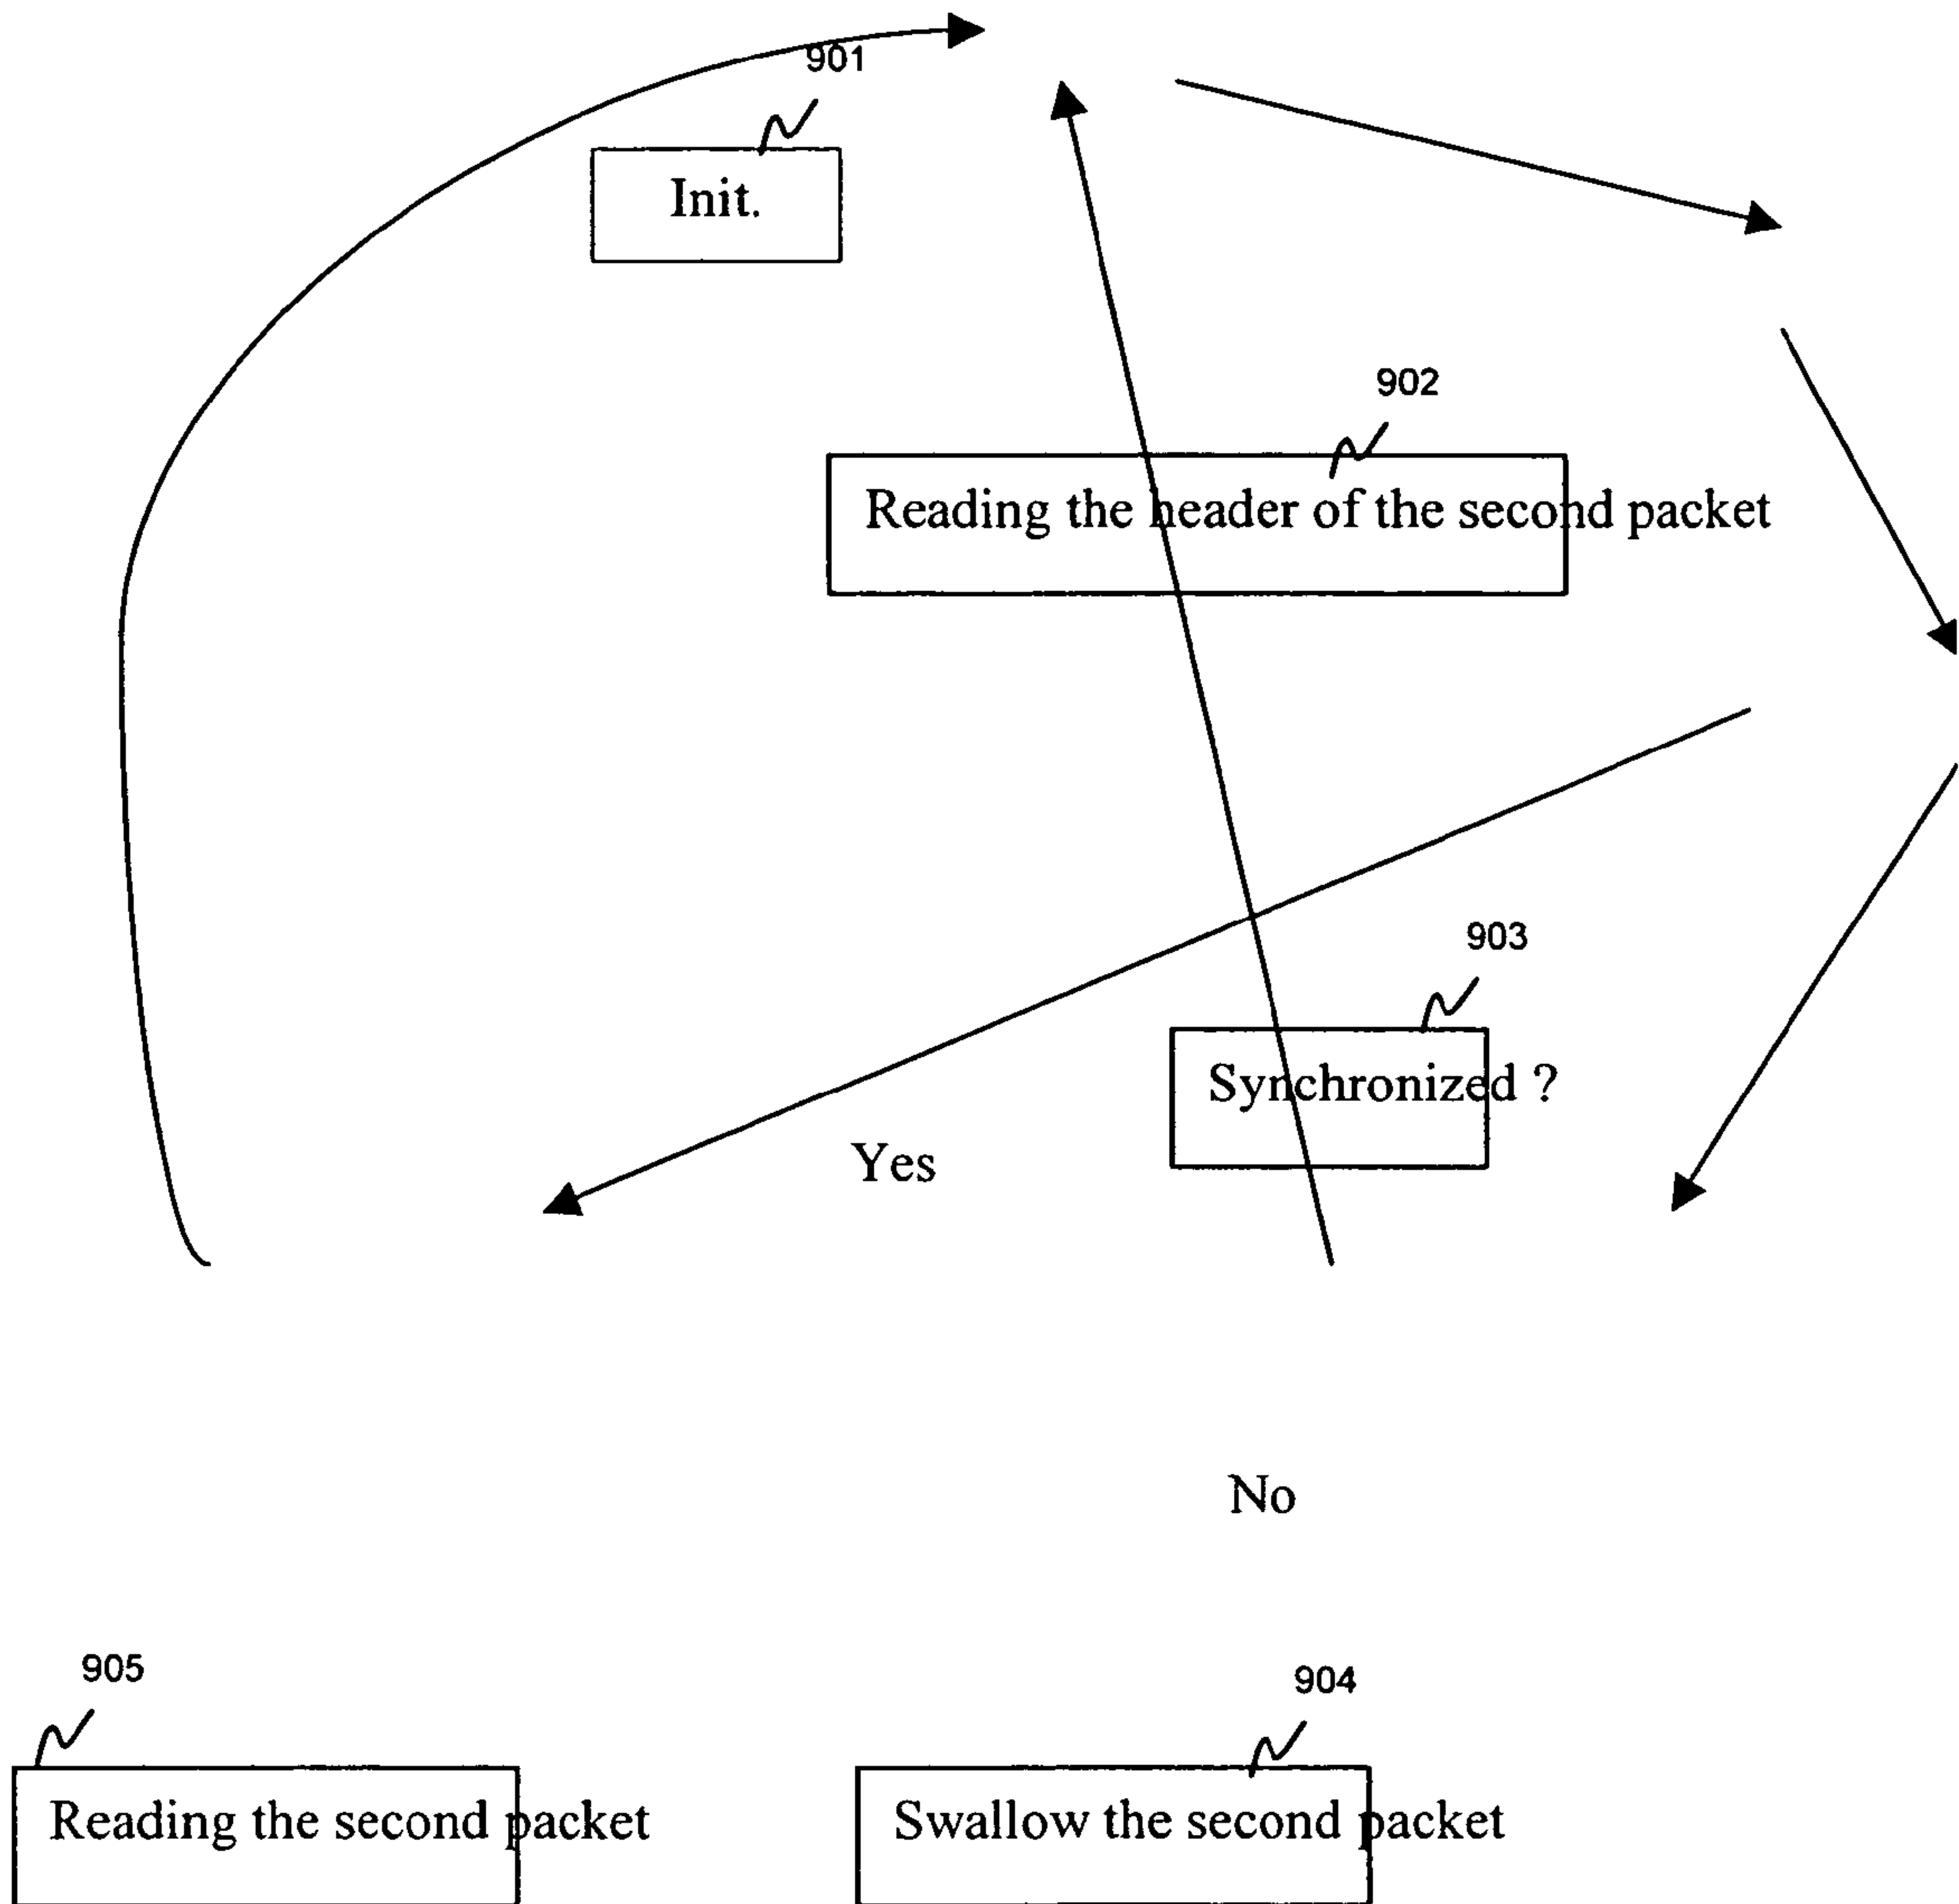 901
Init.
902
Reading the header of the second packet
903
Synchronized ?
Yes
No
905
904
Reading the second packet
Swallow the second packet